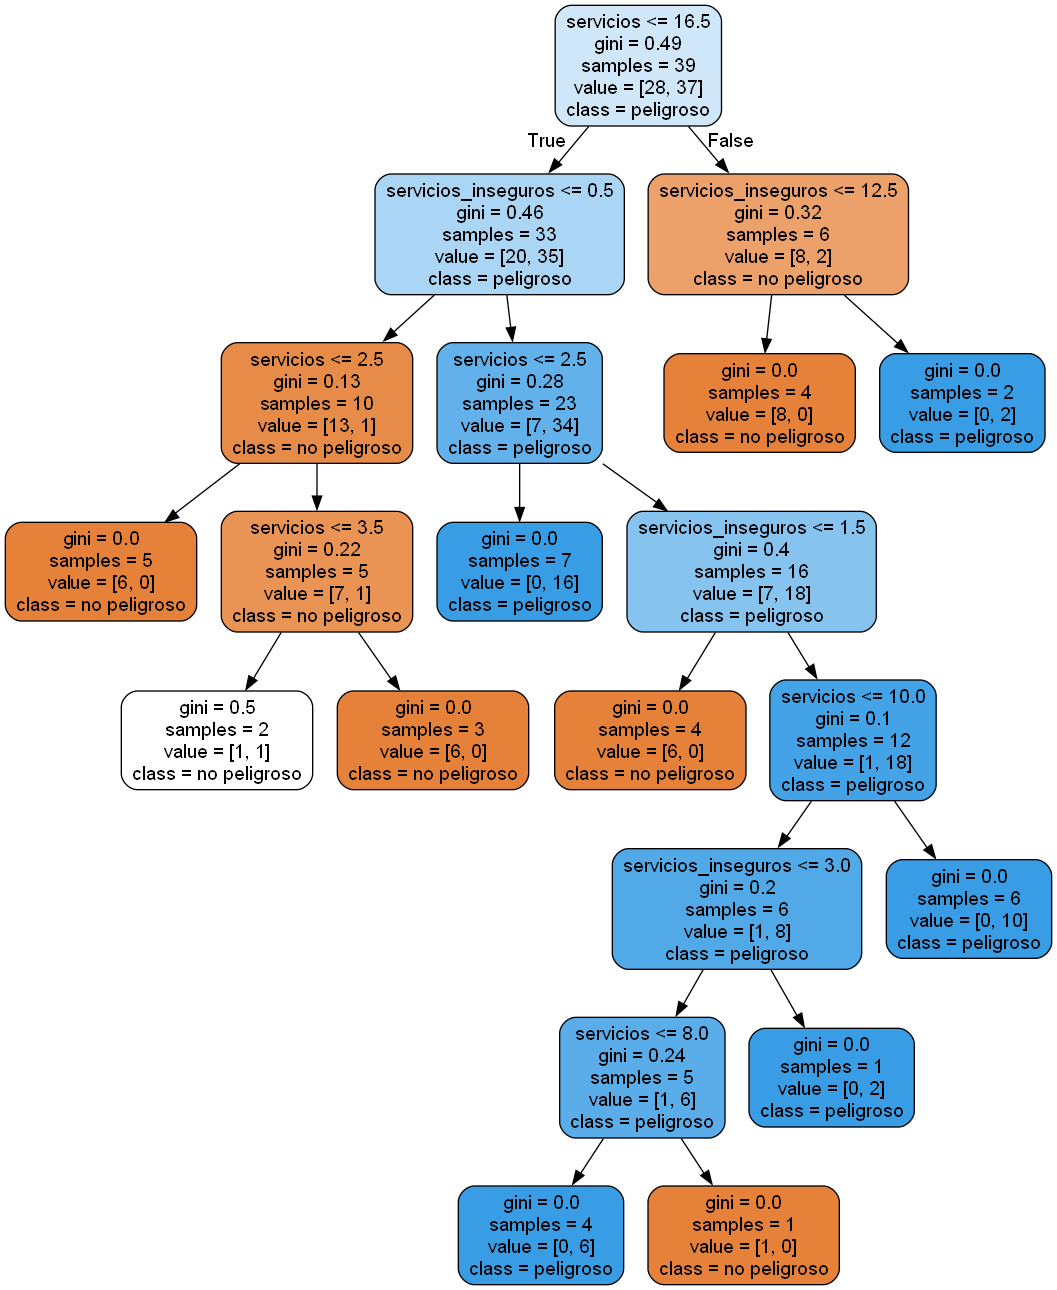 servicios <= 16.5
gini = 0.49
samples = 39
value = [28, 37]
class = peligroso
True
False
servicios_inseguros <= 0.5
gini = 0.46
samples = 33
value = [20, 35]
class = peligroso
servicios_inseguros <= 12.5
gini = 0.32
samples = 6
value = [8, 2]
class = no peligroso
servicios <= 2.5
gini = 0.13
samples = 10
value = [13, 1]
class = no peligroso
servicios <= 2.5
gini = 0.28
samples = 23
value = [7, 34]
class = peligroso
gini = 0.0
samples = 4
value = [8, 0]
class = no peligroso
gini = 0.0
samples = 2
value = [0, 2]
class = peligroso
gini = 0.0
samples = 5
value = [6, 0]
class = no peligroso
servicios <= 3.5
gini = 0.22
samples = 5
value = [7, 1]
class = no peligroso
gini = 0.0
samples = 7
value = [0, 16]
class = peligroso
servicios_inseguros <= 1.5
gini = 0.4
samples = 16
value = [7, 18]
class = peligroso
gini = 0.5
samples = 2
value = [1, 1]
class = no peligroso
gini = 0.0
samples = 3
value = [6, 0]
class = no peligroso
gini = 0.0
samples = 4
value = [6, 0]
class = no peligroso
servicios <= 10.0
gini = 0.1
samples = 12
value = [1, 18]
class = peligroso
servicios_inseguros <= 3.0
gini = 0.2
samples = 6
value = [1, 8]
class = peligroso
gini = 0.0
samples = 6
value = [0, 10]
class = peligroso
servicios <= 8.0
gini = 0.24
samples = 5
value = [1, 6]
class = peligroso
gini = 0.0
samples = 1
value = [0, 2]
class = peligroso
gini = 0.0
samples = 4
value = [0, 6]
class = peligroso
gini = 0.0
samples = 1
value = [1, 0]
class = no peligroso